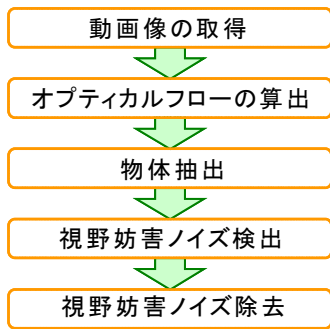 動画像の取得
オプティカルフローの算出
物体抽出
視野妨害ノイズ検出
視野妨害ノイズ除去